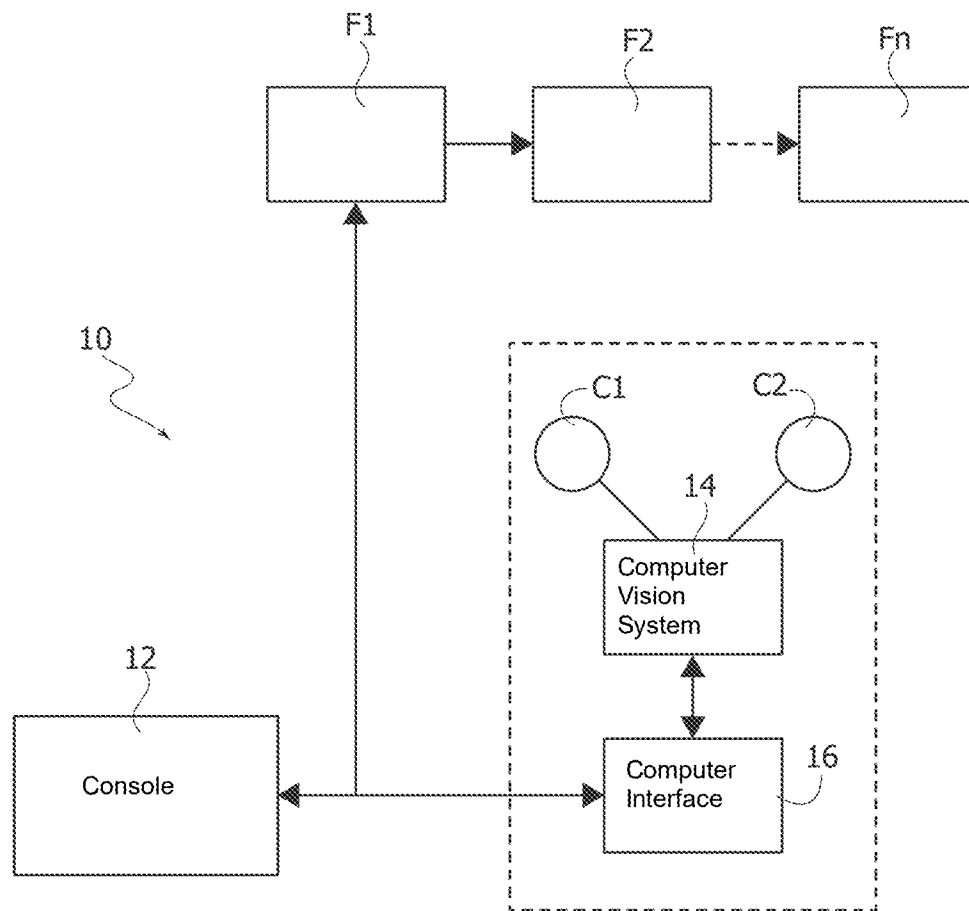 F1
F2
Fn
10
C1
C2
14
Computer
Vision
System
12
Console
Computer
Interface
16